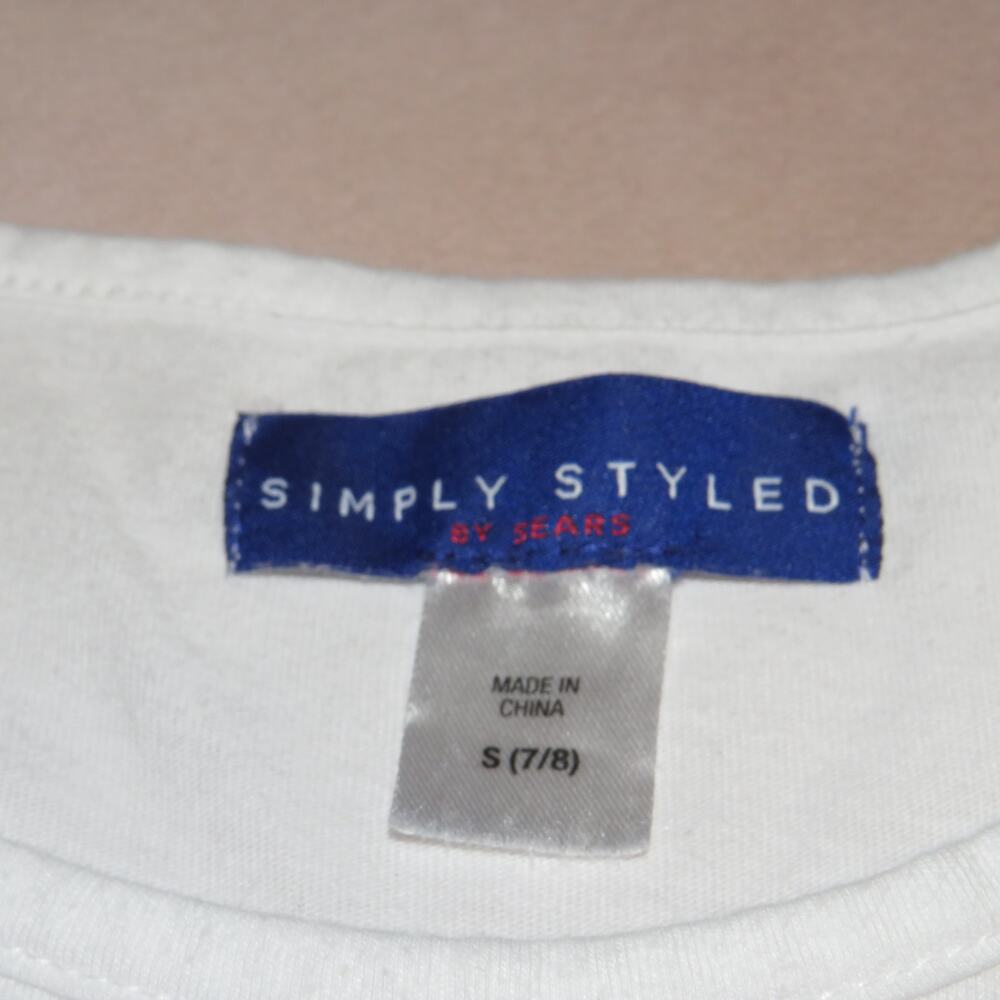 SIMPLY STYLED
BY SEARS
MADE IN
CHINA
S (7/8)